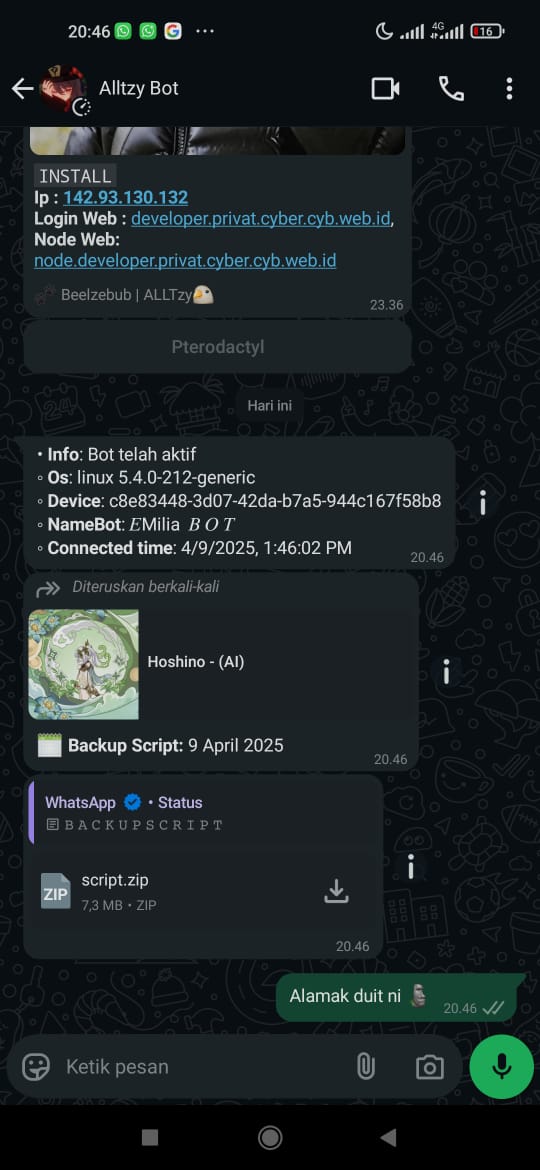 20:46
4G
16
Alltzy Bot
INSTALL
Ip : 142.93.130.132
Login Web : developer.privat.cyber.cyb.web.id,
Node Web:
node.developer.privat.cyber.cyb.web.id
Beelzebub | ALLTzy
23.36
Pterodactyl
Hari ini
• Info: Bot telah aktif
◦ Os: linux 5.4.0-212-generic
◦ Device: c8e83448-3d07-42da-b7a5-944c167f58b8
◦ NameBot: 𝐸Milia 𝐵 𝑂 𝑇
◦ Connected time: 4/9/2025, 1:46:02 PM
20.46
Diteruskan berkali-kali
Hoshino - (AI)
🗓 Backup Script: 9 April 2025
20.46
WhatsApp • Status
𝙱 𝙰 𝙲 𝙺 𝚄 𝙿 𝚂 𝙲 𝚁 𝙸 𝙿 𝚃
ZIP
script.zip
7,3 MB • ZIP
20.46
Alamak duit ni 🗿
20.46
Ketik pesan